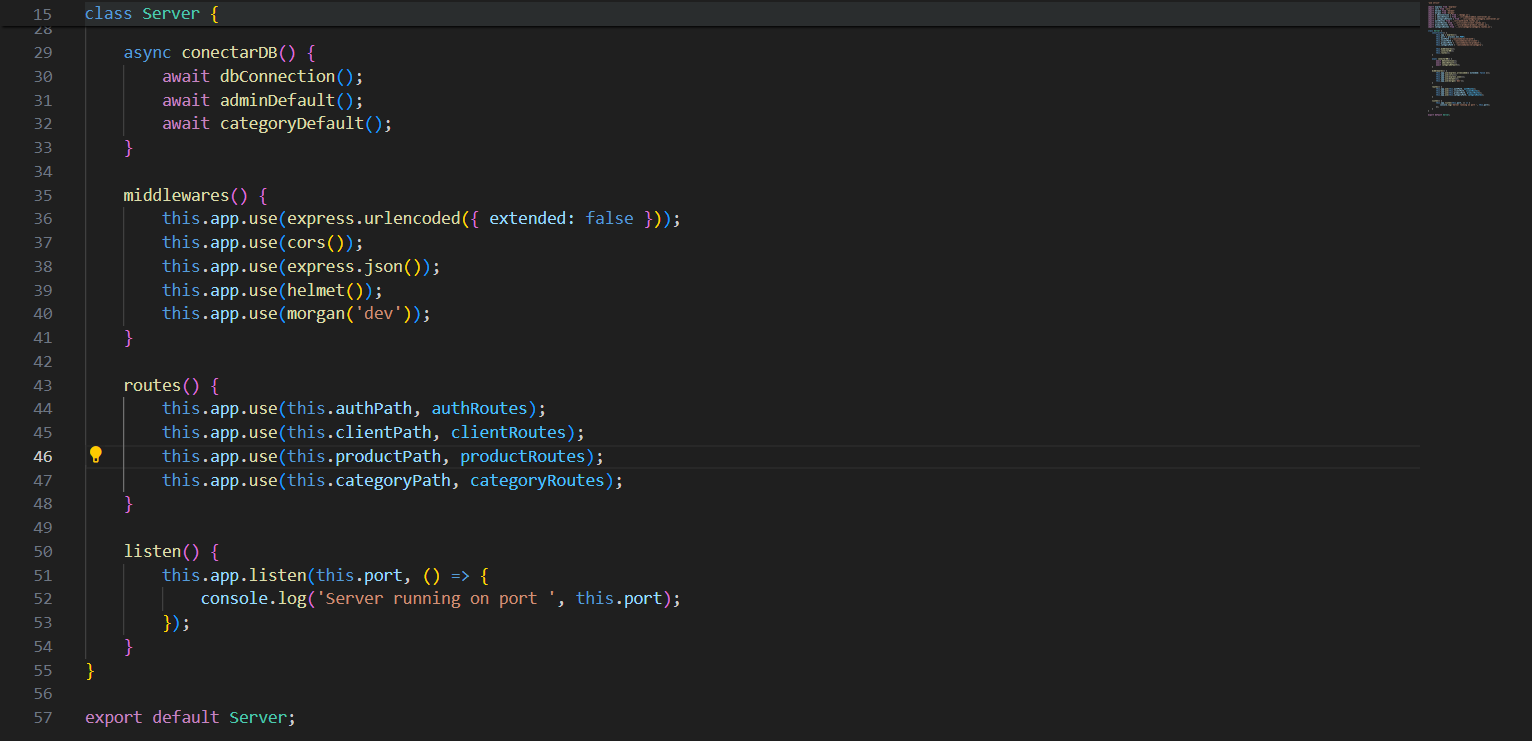 15 class Server {
28
29     async conectarDB() {
30         await dbConnection();
31         await adminDefault();
32         await categoryDefault();
33     }
34
35     middlewares() {
36         this.app.use(express.urlencoded({ extended: false }));
37         this.app.use(cors());
38         this.app.use(express.json());
39         this.app.use(helmet());
40         this.app.use(morgan('dev'));
41     }
42
43     routes() {
44         this.app.use(this.authPath, authRoutes);
45         this.app.use(this.clientPath, clientRoutes);
46         this.app.use(this.productPath, productRoutes);
47         this.app.use(this.categoryPath, categoryRoutes);
48     }
49
50     listen() {
51         this.app.listen(this.port, () => {
52             console.log('Server running on port ', this.port);
53         });
54     }
55 }
56
57 export default Server;